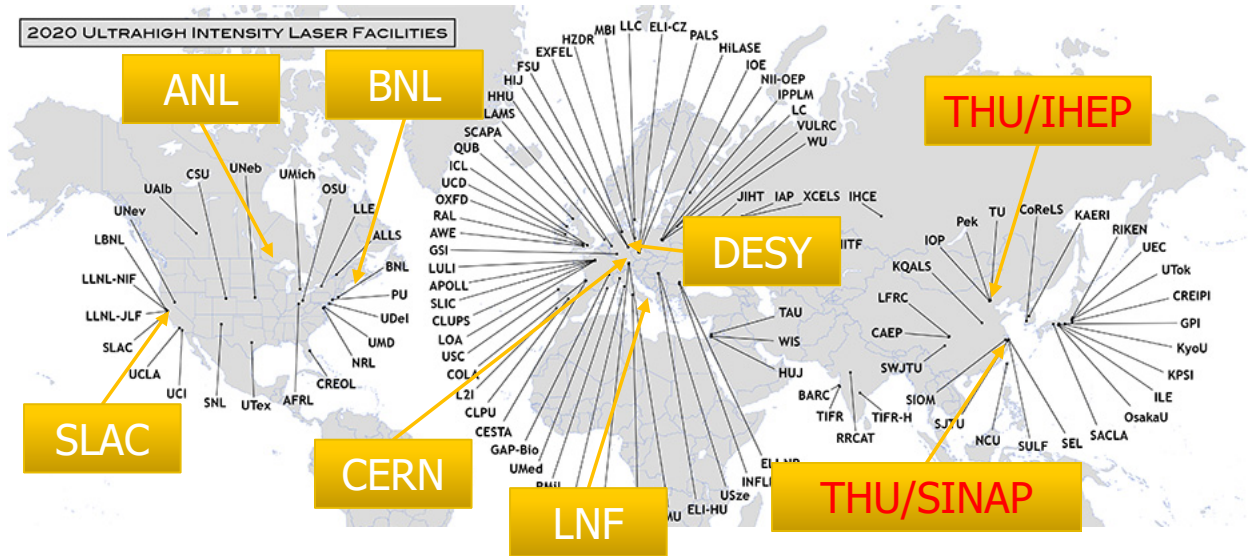 2020 ULTRAHIGH INTENSITY LASER FACILITIES
ANL
BNL
THU/IHEP
DESY
SLAC
CERN
LNF
THU/SINAP
UNev
UAlb
CSU
UNeb
UMich
OSU
LLE
ALLS
BNL
PU
UDel
UMD
NRL
CREOL
AFRL
UTex
SNL
UCI
UCLA
SLAC
LLNL-JLF
LLNL-NIF
LBNL
LLC
ELI-CZ
MBI
PALS
HZDR
HiLASE
EXFEL
IOE
FSU
NII-OEP
HIJ
IPPLM
HHU
LC
LAMS
VULRC
SCAPA
WU
QUB
ICL
UCD
OXFD
RAL
AWE
GSI
LULI
APOLL
SLIC
CLUPS
LOA
USC
COLA
L2I
CLPU
CESTA
GAP-Bio
UMed
USze
ELI-HU
JIHT
IAP
XCELS
IHCE
TAU
WIS
HUJ
BARC
TIFR
RRCAT
TIFR-H
IOP
Pek
TU
CoReLS
KAERI
RIKEN
UEC
UTok
CREIPI
GPI
KyoU
KPSI
ILE
OsakaU
SACLA
SEL
SULF
NCU
SJTU
SIOM
SWJTU
CAEP
LFRC
KQALS